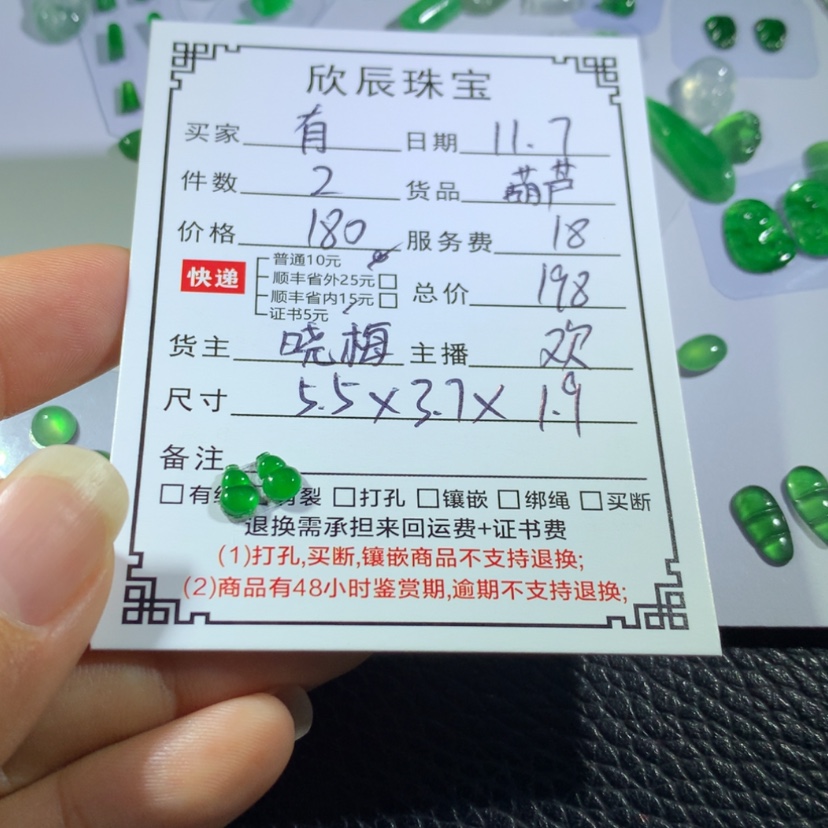 欣辰珠宝
买家 有 日期 11.7
件数 2 货品 葫芦
价格 180 服务费 18
快递
普通10元
顺丰省外25元
顺丰省内15元
证书5元
总价 198
货主 晓梅 主播 欢
尺寸 5.5×3.7×1.9
备注
有 裂 打孔 镶嵌 绑绳 买断
退换需承担来回运费+证书费
(1)打孔,买断,镶嵌商品不支持退换;
(2)商品有48小时鉴赏期,逾期不支持退换;